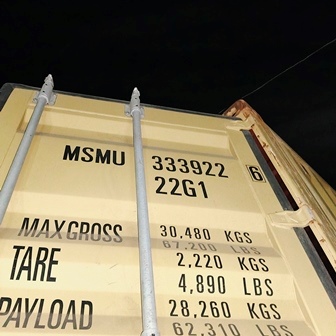 MSMU 333922 6
22G1
MAX GROSS 30,480 KGS
67,200 LBS
TARE 2,220 KGS
4,890 LBS
PAYLOAD 28,260 KGS
62,310 LBS